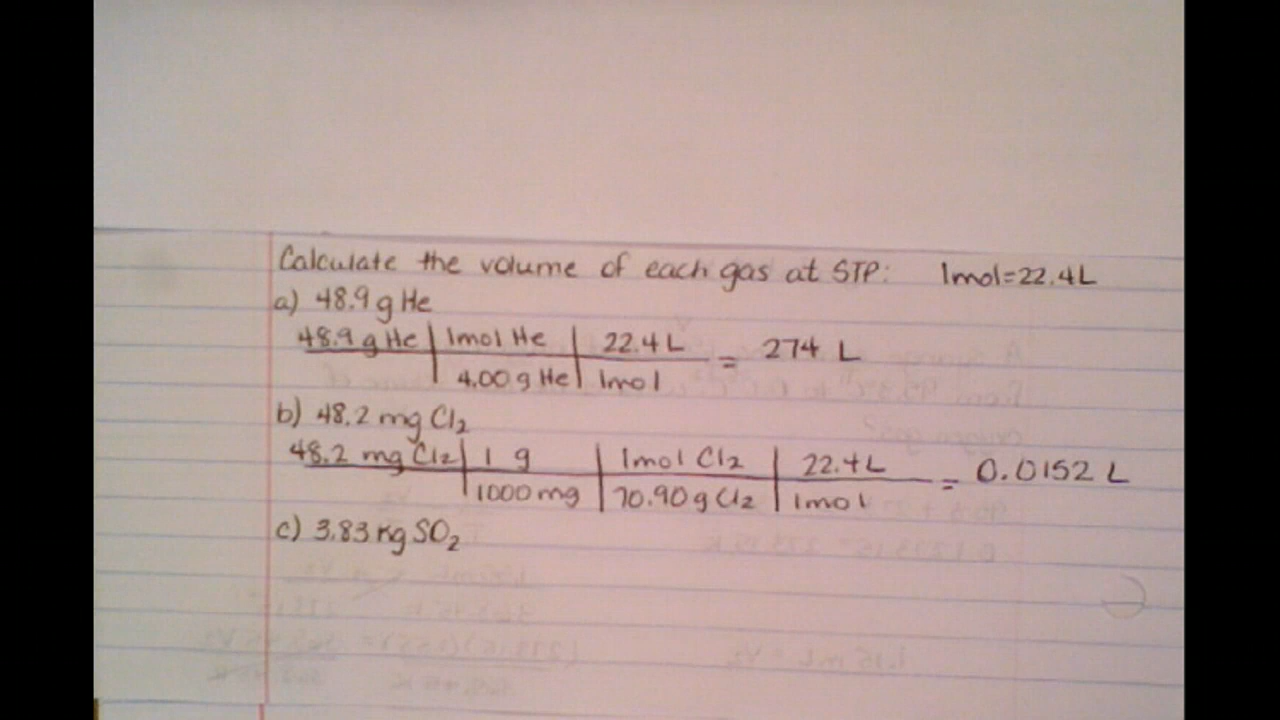 Calculate the volume of each gas at STP: 1mol=22.4L
a) 48.9 g He
48.9 g He | 1mol He | 22.4 L = 274 L
4.00 g He | 1mol
b) 48.2 mg Cl₂
48.2 mg Cl₂ | 1 g | 1mol Cl₂ | 22.4L = 0.0152 L
1000 mg | 70.90 g Cl₂ | 1mol
c) 3.83 kg SO₂